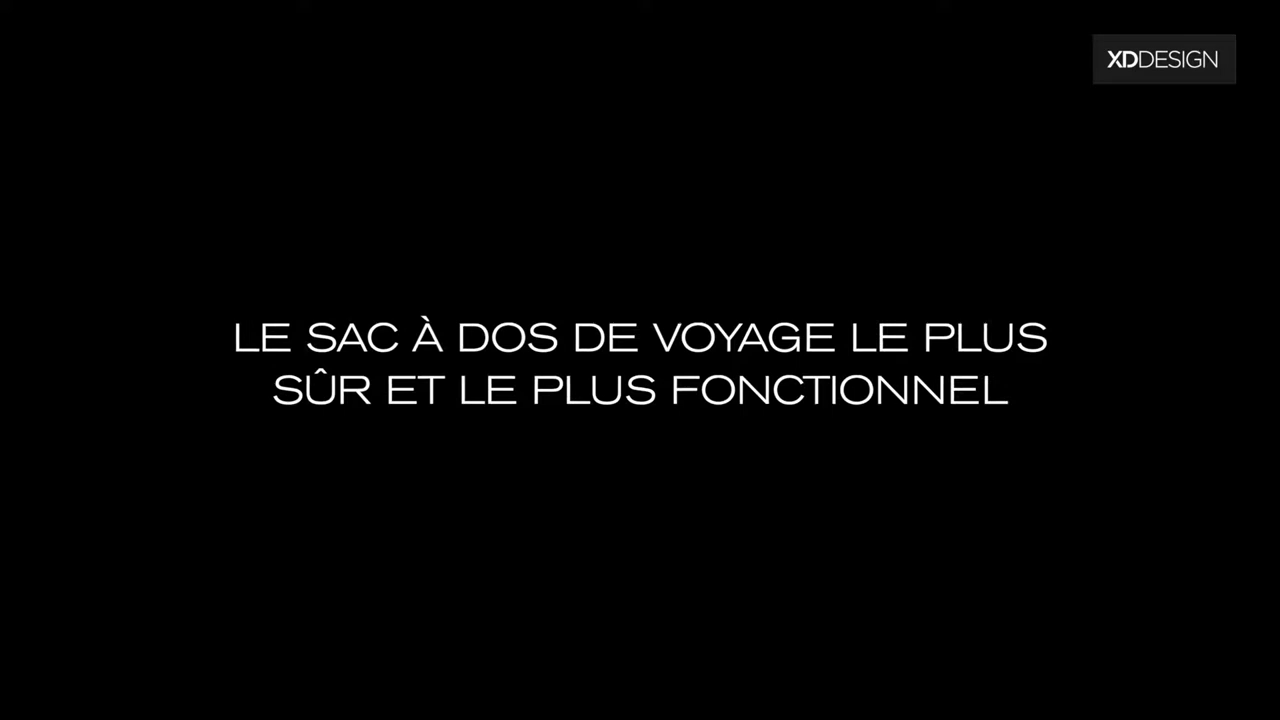 XDDESIGN
LE SAC À DOS DE VOYAGE LE PLUS
SÛR ET LE PLUS FONCTIONNEL